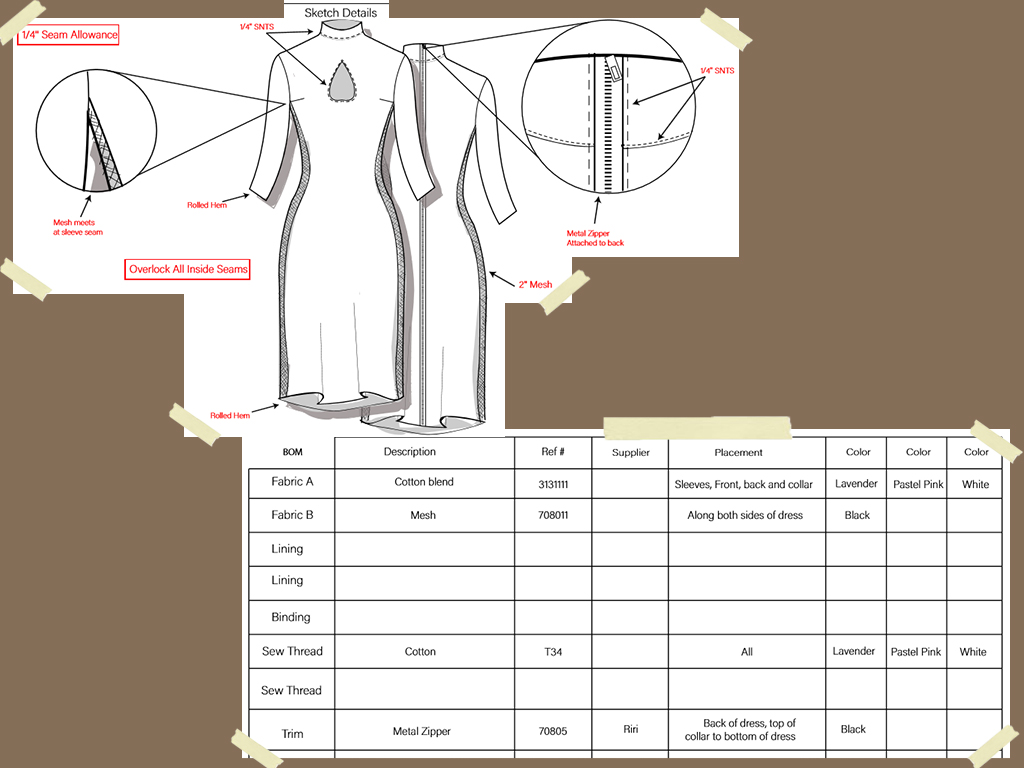 Sketch Details
1/4" Seam Allowance
1/4" SNTS
1/4" SNTS
Mesh meets
at sleeve seam
Rolled Hem
Metal Zipper
Attached to back
Overlock All Inside Seams
2" Mesh
Rolled Hem
BOM Description Ref # Supplier Placement Color Color Color
Fabric A Cotton blend 3131111 Sleeves, Front, back and collar Lavender Pastel Pink White
Fabric B Mesh 708011 Along both sides of dress Black
Lining
Lining
Binding
Sew Thread Cotton T34 All Lavender Pastel Pink White
Sew Thread
Trim Metal Zipper 70805 Riri Back of dress, top of
collar to bottom of dress Black